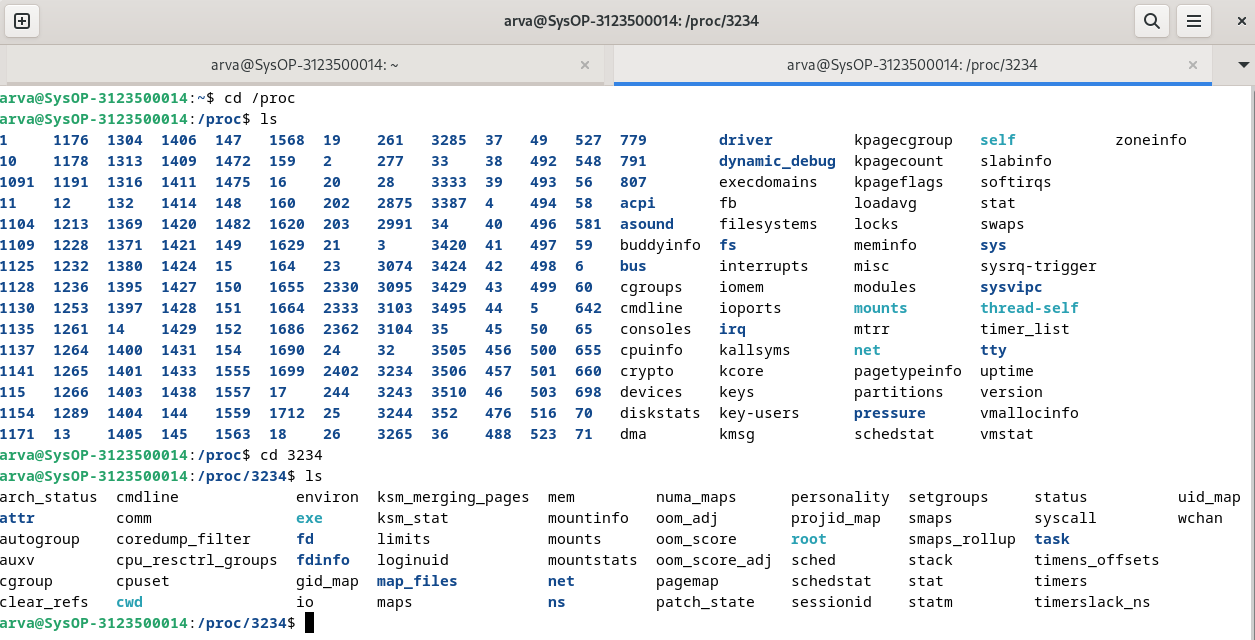 arva@SysOP-3123500014: /proc/3234
arva@SysOP-3123500014: ~
arva@SysOP-3123500014: /proc/3234
arva@SysOP-3123500014:~$ cd /proc
arva@SysOP-3123500014:/proc$ ls
1 1176 1304 1406 147 1568 19 261 3285 37 49 527 779 driver kpagecgroup self zoneinfo
10 1178 1313 1409 1472 159 2 277 33 38 492 548 791 dynamic_debug kpagecount slabinfo
1091 1191 1316 1411 1475 16 20 28 3333 39 493 56 807 execdomains kpageflags softirqs
11 12 132 1414 148 160 202 2875 3387 4 494 58 acpi fb loadavg stat
1104 1213 1369 1420 1482 1620 203 2991 34 40 496 581 asound filesystems locks swaps
1109 1228 1371 1421 149 1629 21 3 3420 41 497 59 buddyinfo fs meminfo sys
1125 1232 1380 1424 15 164 23 3074 3424 42 498 6 bus interrupts misc sysrq-trigger
1128 1236 1395 1427 150 1655 2330 3095 3429 43 499 60 cgroups iomem modules sysvipc
1130 1253 1397 1428 151 1664 2333 3103 3495 44 5 642 cmdline ioports mounts thread-self
1135 1261 14 1429 152 1686 2362 3104 35 45 50 65 consoles irq mtrr timer_list
1137 1264 1400 1431 154 1690 24 32 3505 456 500 655 cpuinfo kallsyms net tty
1141 1265 1401 1433 1555 1699 2402 3234 3506 457 501 660 crypto kcore pagetypeinfo uptime
115 1266 1403 1438 1557 17 244 3243 3510 46 503 698 devices keys partitions version
1154 1289 1404 144 1559 1712 25 3244 352 476 516 70 diskstats key-users pressure vmallocinfo
1171 13 1405 145 1563 18 26 3265 36 488 523 71 dma kmsg schedstat vmstat
arva@SysOP-3123500014:/proc$ cd 3234
arva@SysOP-3123500014:/proc/3234$ ls
arch_status cmdline environ ksm_merging_pages mem numa_maps personality setgroups status uid_map
attr comm exe ksm_stat mountinfo oom_adj projid_map smaps syscall wchan
autogroup coredump_filter fd limits mounts oom_score root smaps_rollup task
auxv cpu_resctrl_groups fdinfo loginuid mountstats oom_score_adj sched stack timens_offsets
cgroup cpuset gid_map map_files net pagemap schedstat stat timers
clear_refs cwd io maps ns patch_state sessionid statm timerslack_ns
arva@SysOP-3123500014:/proc/3234$